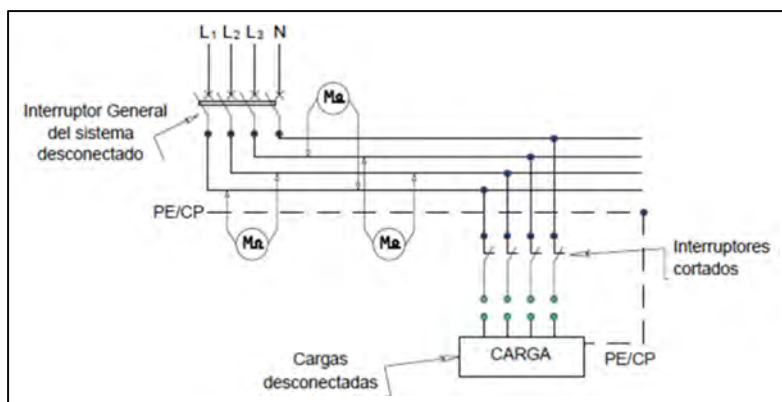 L1 L2 L3 N
MΩ
Interruptor General
del sistema
desconectado
PE/CP
MΩ
MΩ
Interruptores
cortados
CARGA
PE/CP
Cargas
desconectadas